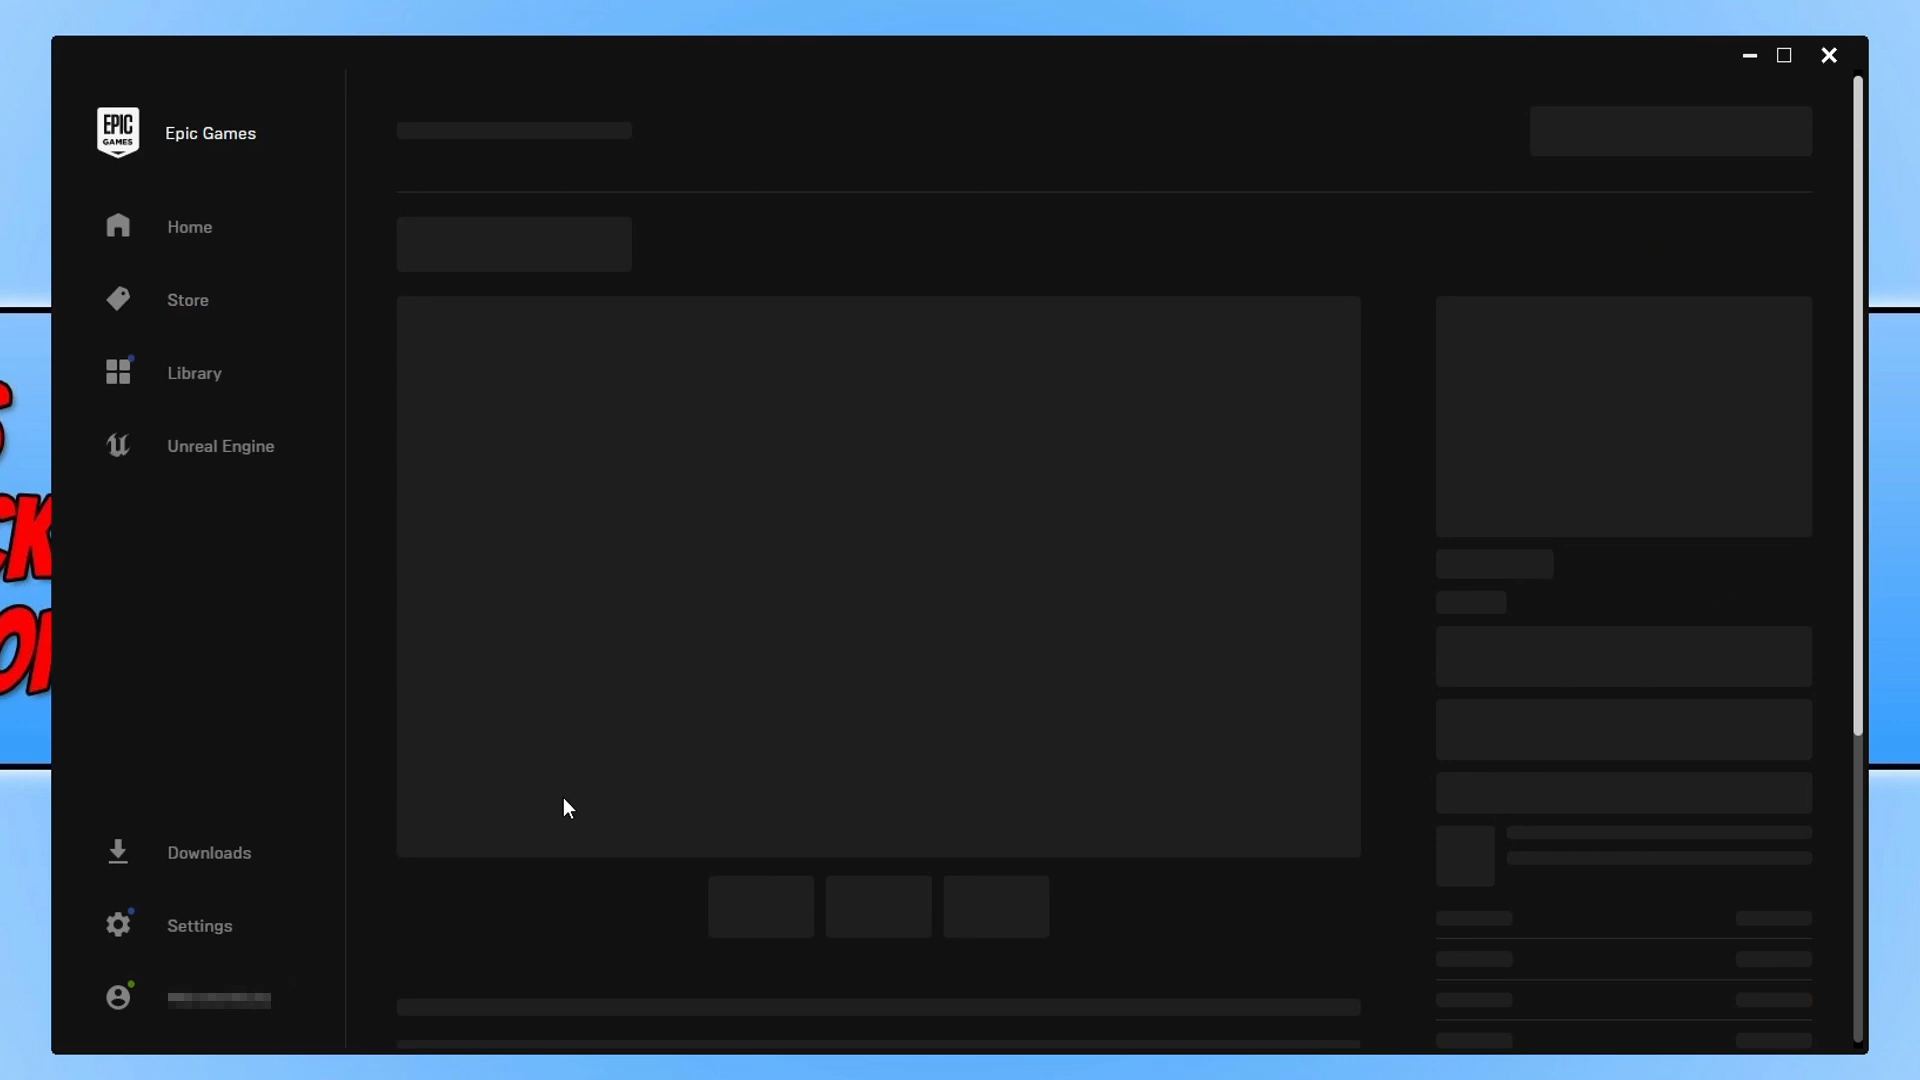 EPIC
GAMES
Epic Games
Home
Store
Library
Unreal Engine
Downloads
Settings